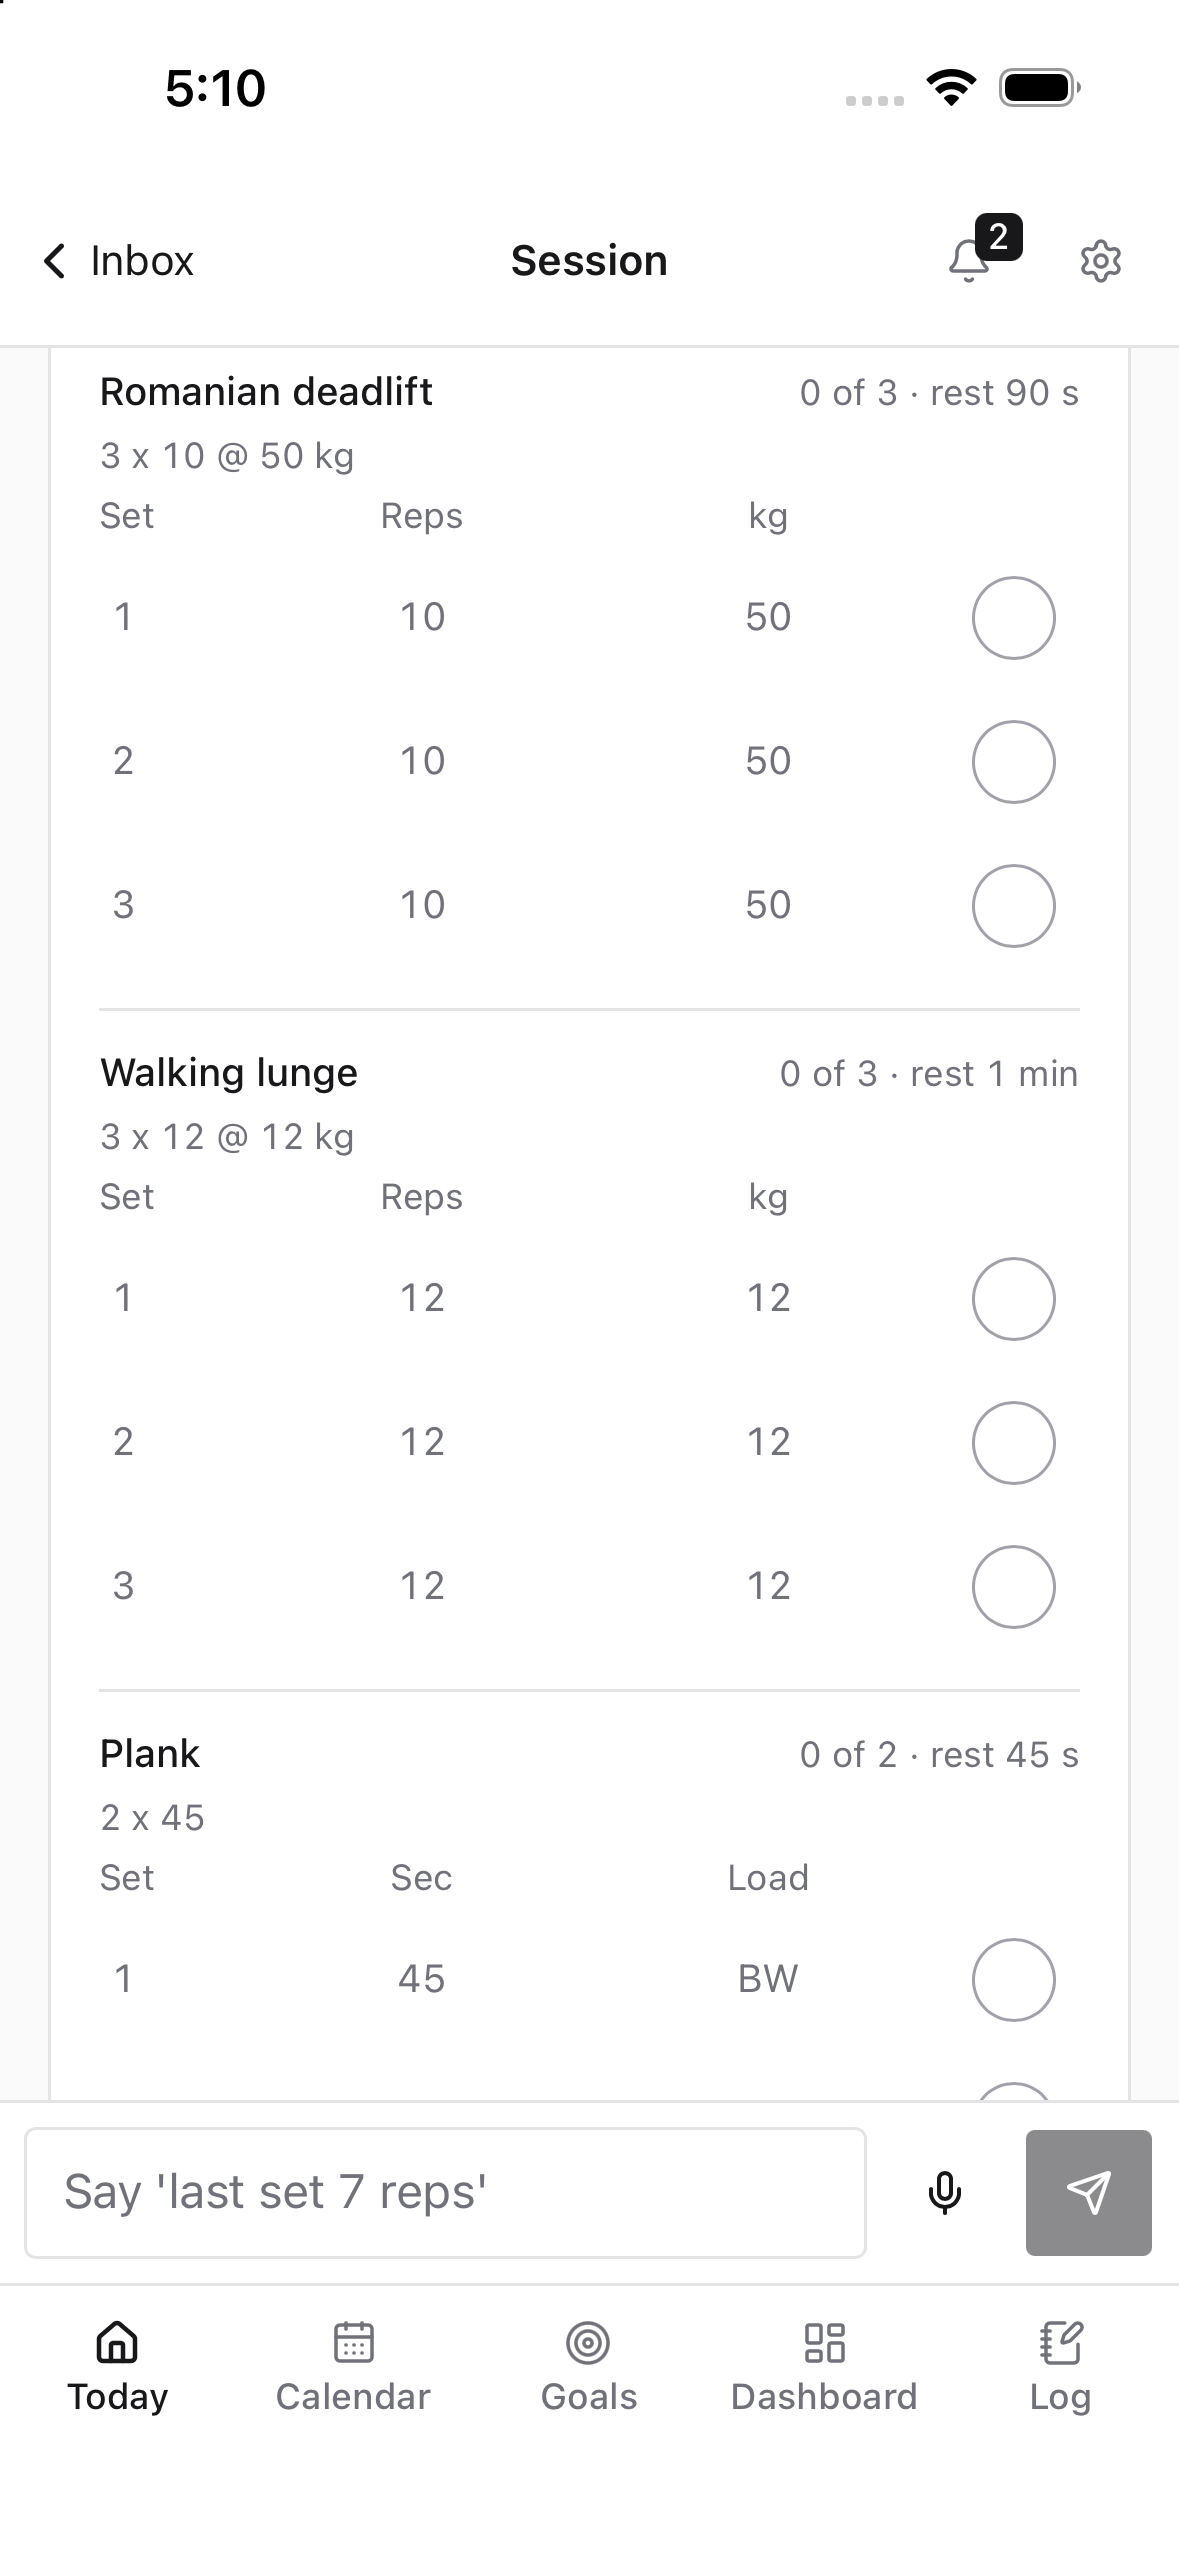 5:10
Inbox
Session
2
Romanian deadlift
0 of 3 · rest 90 s
3 x 10 @ 50 kg
Set Reps kg
1 10 50
2 10 50
3 10 50
Walking lunge
0 of 3 · rest 1 min
3 x 12 @ 12 kg
Set Reps kg
1 12 12
2 12 12
3 12 12
Plank
0 of 2 · rest 45 s
2 x 45
Set Sec Load
1 45 BW
Say 'last set 7 reps'
Today Calendar Goals Dashboard Log